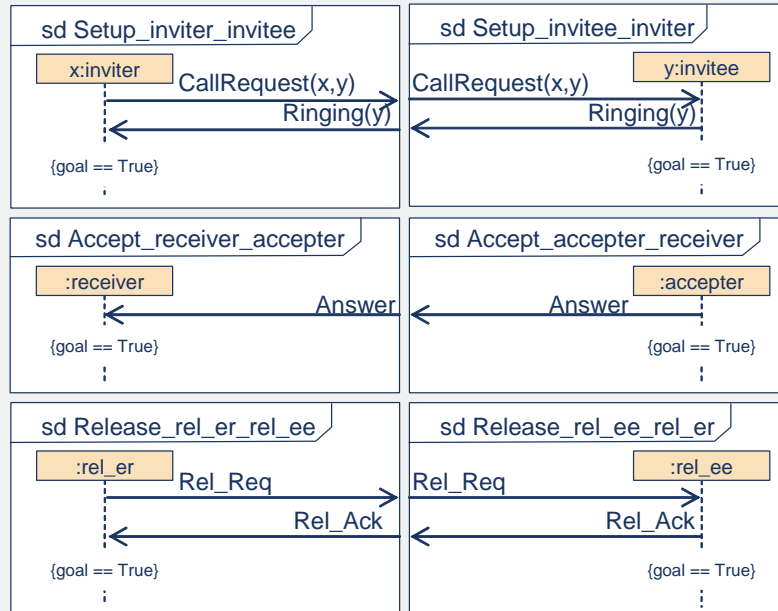 sd Setup_inviter_invitee
x:inviter
CallRequest(x,y)
Ringing(y)
{goal == True}
sd Setup_invitee_inviter
y:invitee
CallRequest(x,y)
Ringing(y)
{goal == True}
sd Accept_receiver_accepter
:receiver
Answer
{goal == True}
sd Accept_accepter_receiver
:accepter
Answer
{goal == True}
sd Release_rel_er_rel_ee
:rel_er
Rel_Req
Rel_Ack
{goal == True}
sd Release_rel_ee_rel_er
:rel_ee
Rel_Req
Rel_Ack
{goal == True}